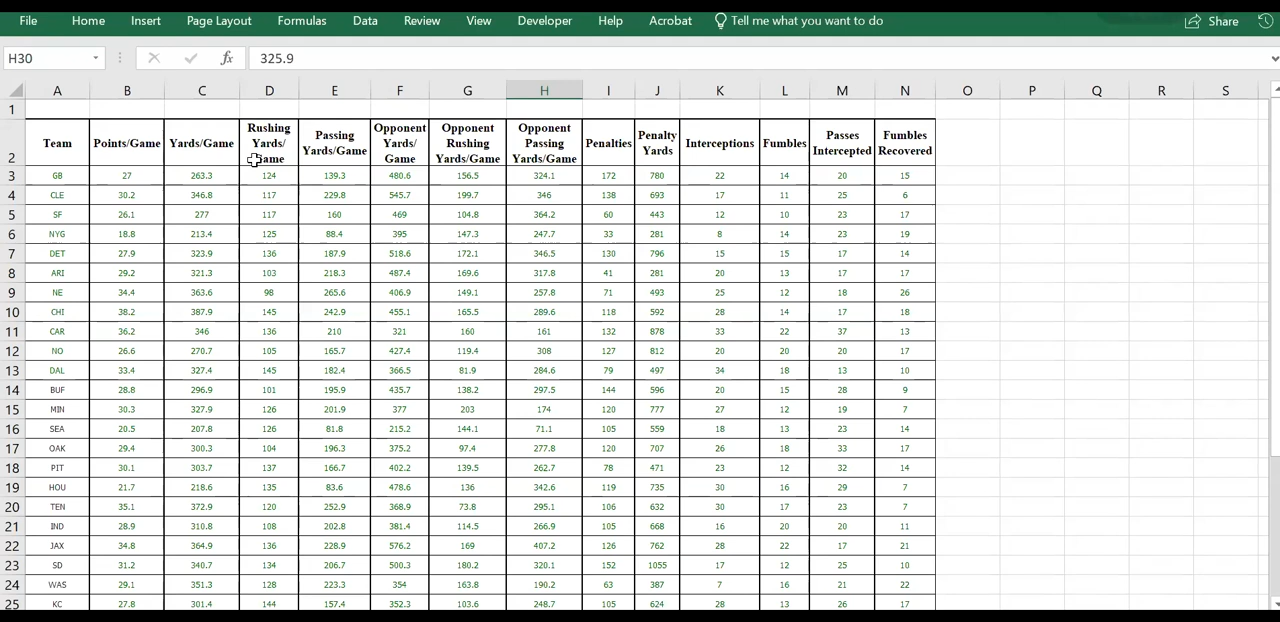 File Home Insert Page Layout Formulas Data Review View Developer Help Acrobat Tell me what you want to do Share
H30 fx 325.9
A B C D E F G H I J K L M N O P Q R S
1
2 Team Points/Game Yards/Game Rushing Yards/ Game Passing Yards/Game Opponent Yards/ Game Opponent Rushing Yards/Game Opponent Passing Yards/Game Penalties Penalty Yards Interceptions Fumbles Passes Intercepted Fumbles Recovered
3 GB 27 263.3 124 139.3 480.6 156.5 324.1 172 780 22 14 20 15
4 CLE 30.2 346.8 117 229.8 545.7 199.7 346 138 693 17 11 25 6
5 SF 26.1 277 117 160 469 104.8 364.2 60 443 12 10 23 17
6 NYG 18.8 213.4 125 88.4 395 147.3 247.7 33 281 8 14 23 19
7 DET 27.9 323.9 136 187.9 518.6 172.1 346.5 130 796 15 15 17 14
8 ARI 29.2 321.3 103 218.3 487.4 169.6 317.8 41 281 20 13 17 17
9 NE 34.4 363.6 98 265.6 406.9 149.1 257.8 71 493 25 12 18 26
10 CHI 38.2 387.9 145 242.9 455.1 165.5 289.6 118 592 28 14 17 18
11 CAR 36.2 346 136 210 321 160 161 132 878 33 22 37 13
12 NO 26.6 270.7 105 165.7 427.4 119.4 308 127 812 20 20 20 17
13 DAL 33.4 327.4 145 182.4 366.5 81.9 284.6 79 497 34 18 13 10
14 BUF 28.8 296.9 101 195.9 435.7 138.2 297.5 144 596 20 15 28 9
15 MIN 30.3 327.9 126 201.9 377 203 174 120 777 27 12 19 7
16 SEA 20.5 207.8 126 81.8 215.2 144.1 71.1 105 559 18 13 23 14
17 OAK 29.4 300.3 104 196.3 375.2 97.4 277.8 120 707 26 18 33 17
18 PIT 30.1 303.7 137 166.7 402.2 139.5 262.7 78 471 23 12 32 14
19 HOU 21.7 218.6 135 83.6 478.6 136 342.6 119 735 30 16 29 7
20 TEN 35.1 372.9 120 252.9 368.9 73.8 295.1 106 632 30 17 23 7
21 IND 28.9 310.8 108 202.8 381.4 114.5 266.9 105 668 16 20 20 11
22 JAX 34.8 364.9 136 228.9 576.2 169 407.2 126 762 28 22 17 21
23 SD 31.2 340.7 134 206.7 500.3 180.2 320.1 152 1055 17 12 25 10
24 WAS 29.1 351.3 128 223.3 354 163.8 190.2 63 387 7 16 21 22
25 KC 27.8 301.4 144 157.4 352.3 103.6 248.7 105 624 28 13 26 17